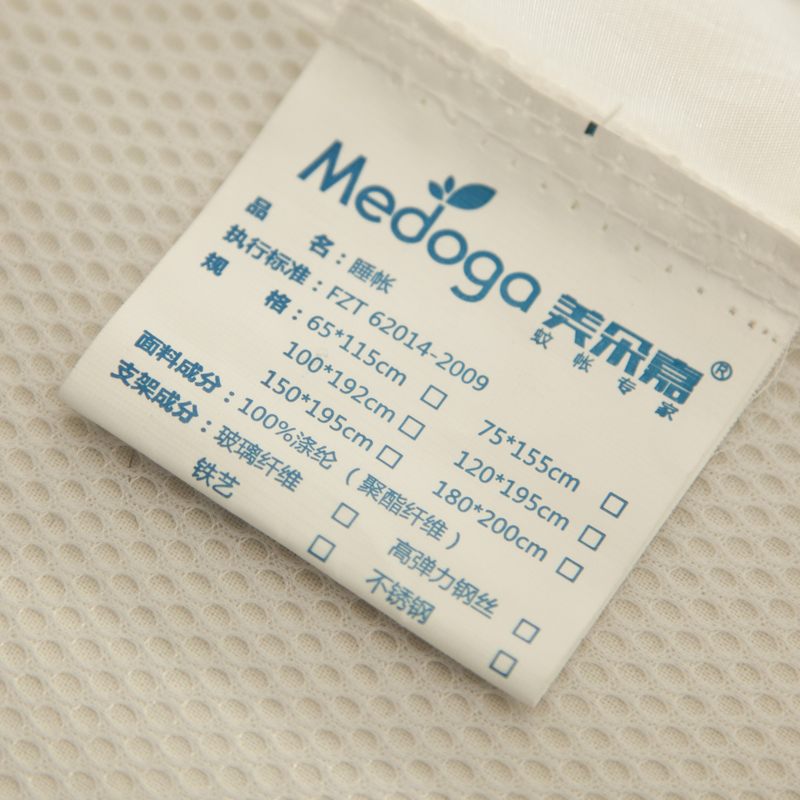 Medoga 美朵嘉®
蚊帐专家
品 名：睡帐
执行标准：FZT 62014-2009
规 格：65*115cm □ 75*155cm □
100*192cm □ 120*195cm □
150*195cm □ 180*200cm □
面料成分：100%涤纶（聚酯纤维）
支架成分：玻璃纤维 □ 高弹力钢丝 □
铁艺 □ 不锈钢 □